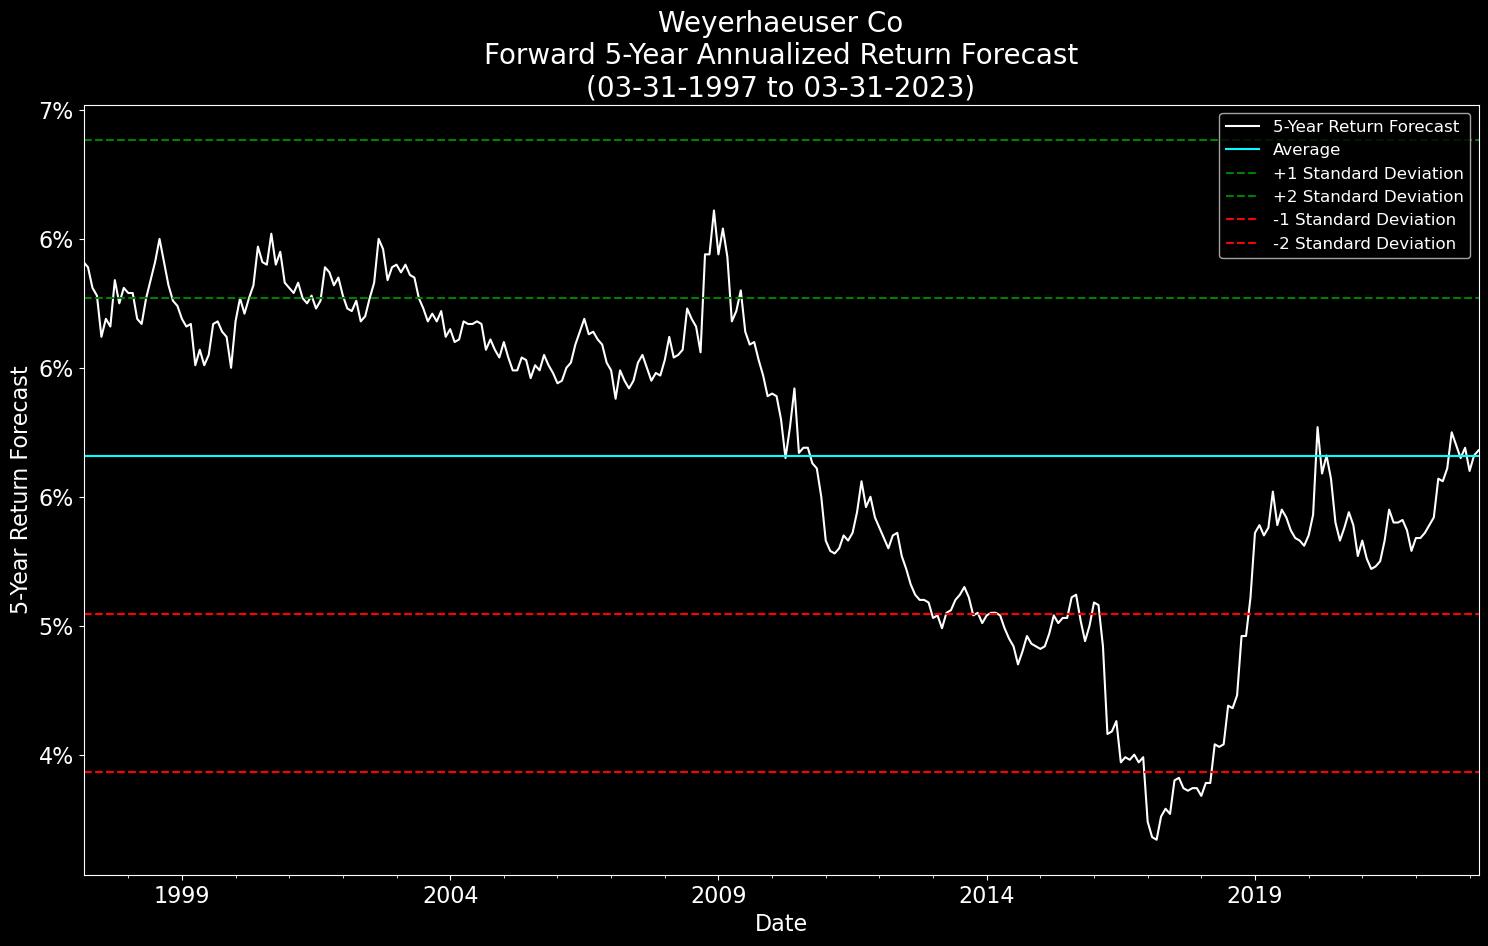 Weyerhaeuser Co
Forward 5-Year Annualized Return Forecast
(03-31-1997 to 03-31-2023)
7%
6%
6%
6%
5%
4%
5-Year Return Forecast
5-Year Return Forecast
Average
+1 Standard Deviation
+2 Standard Deviation
-1 Standard Deviation
-2 Standard Deviation
1999 2004 2009 2014 2019
Date